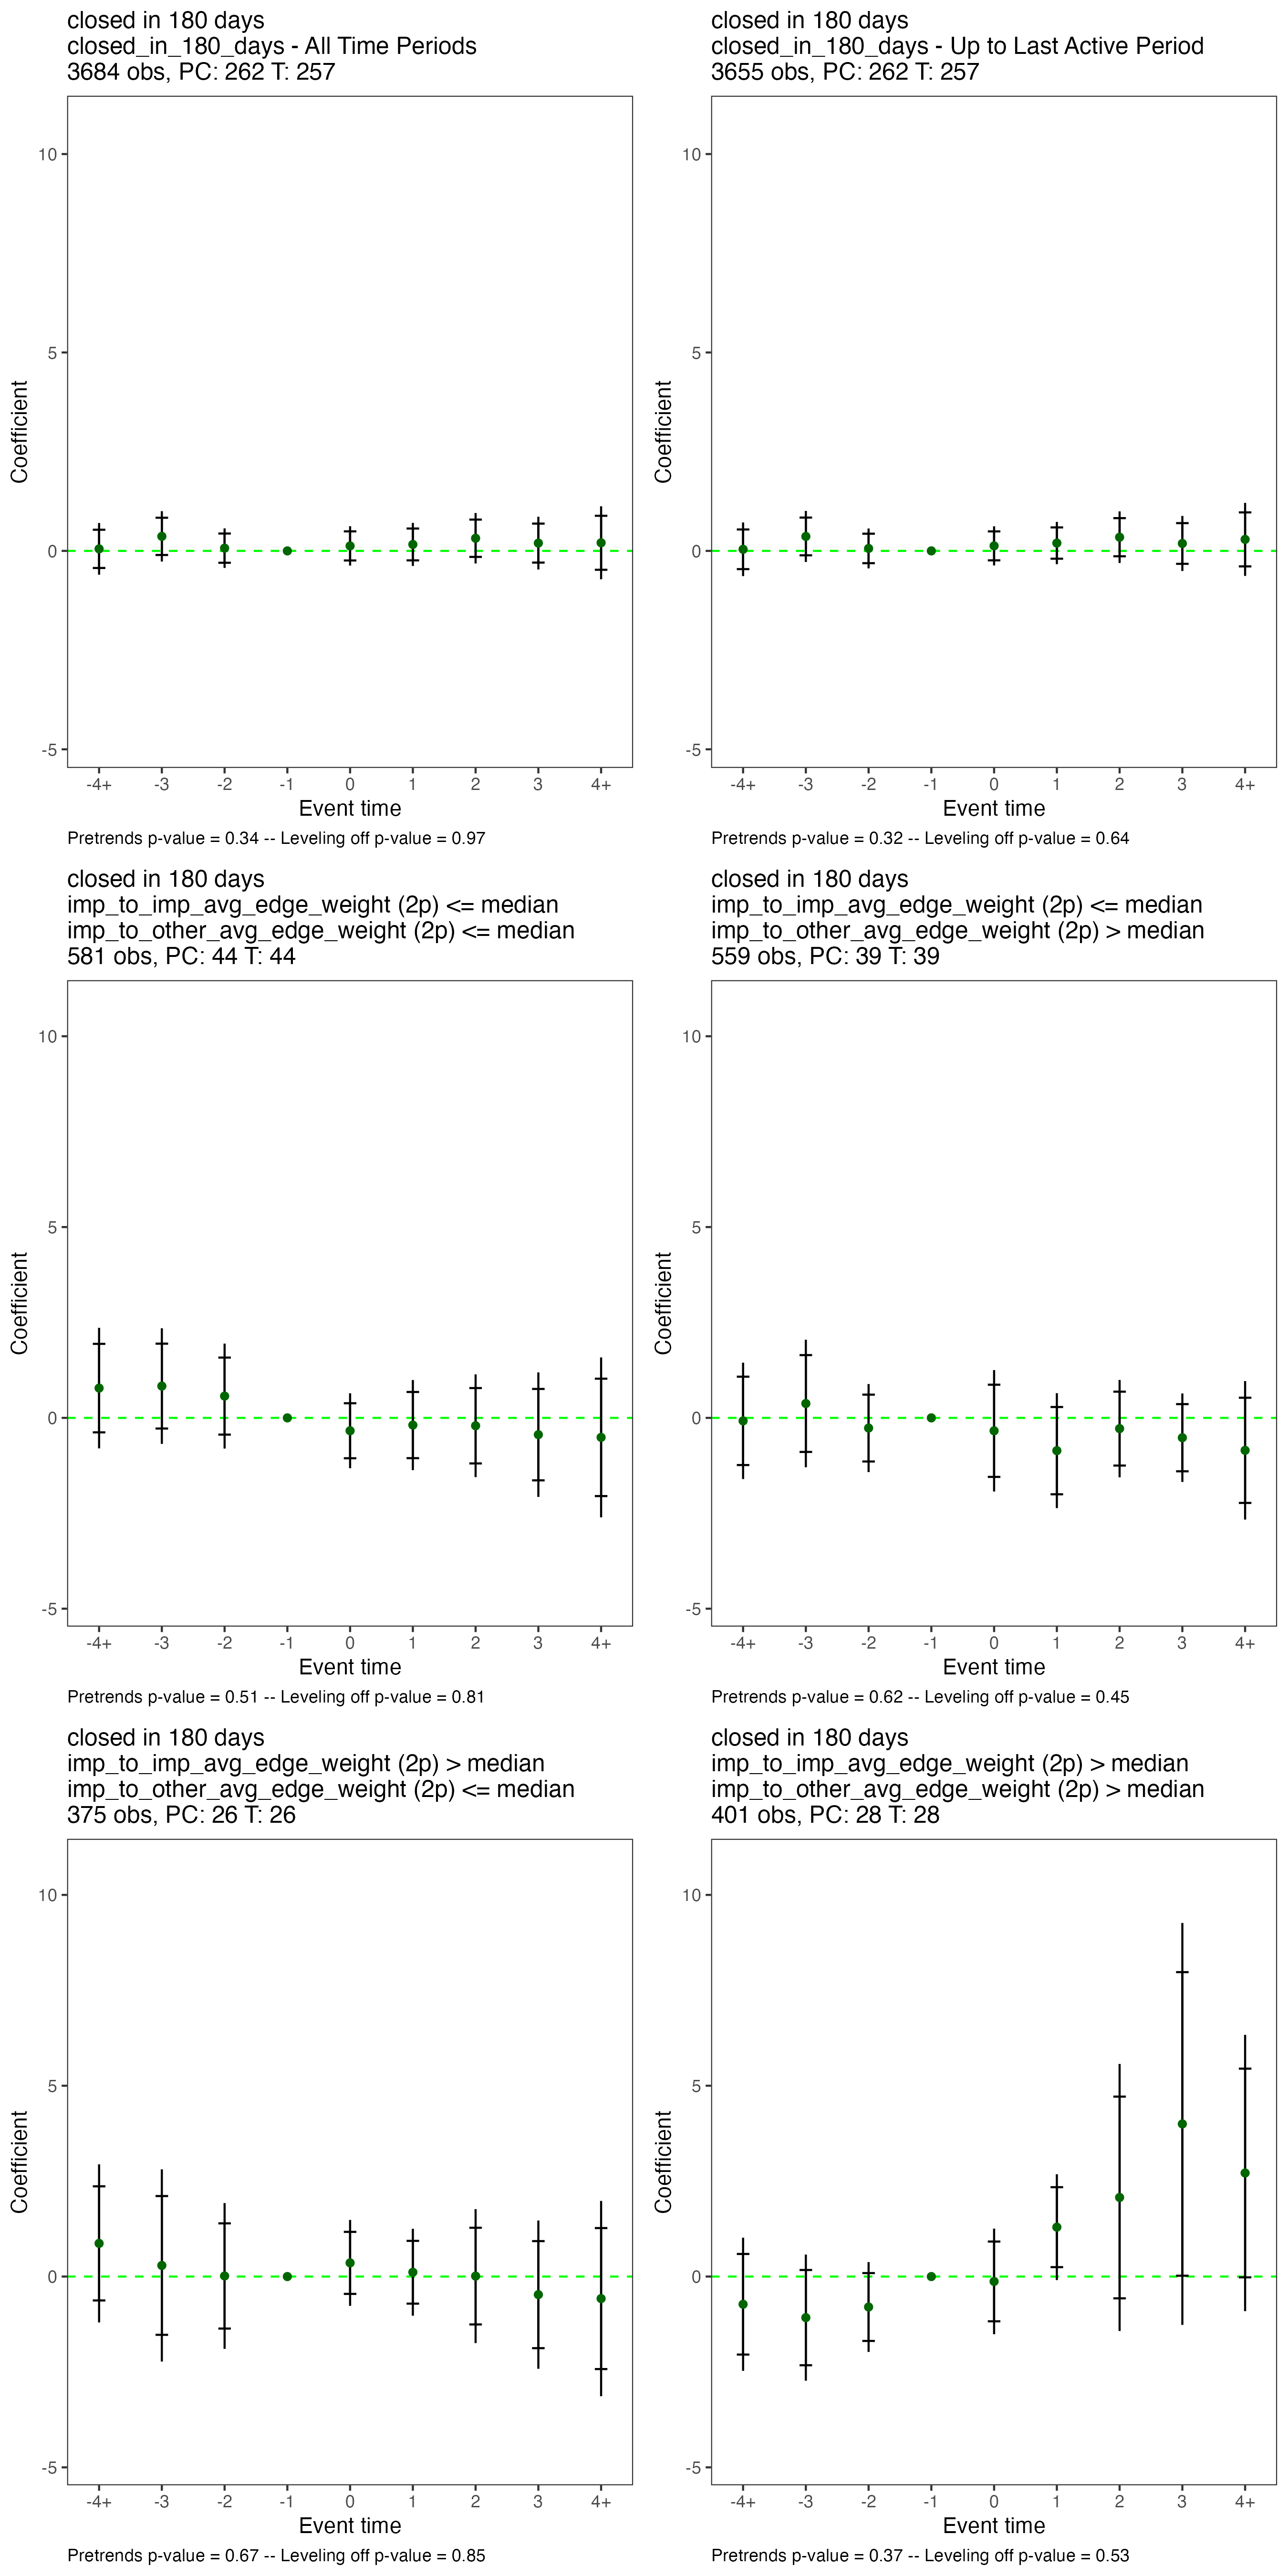 closed in 180 days
closed_in_180_days - All Time Periods
3684 obs, PC: 262 T: 257
10
5
0
-5
Coefficient
-4+ -3 -2 -1 0 1 2 3 4+
Event time
Pretrends p-value = 0.34 -- Leveling off p-value = 0.97
closed in 180 days
closed_in_180_days - Up to Last Active Period
3655 obs, PC: 262 T: 257
10
5
0
-5
Coefficient
-4+ -3 -2 -1 0 1 2 3 4+
Event time
Pretrends p-value = 0.32 -- Leveling off p-value = 0.64
closed in 180 days
imp_to_imp_avg_edge_weight (2p) <= median
imp_to_other_avg_edge_weight (2p) <= median
581 obs, PC: 44 T: 44
10
5
0
-5
Coefficient
-4+ -3 -2 -1 0 1 2 3 4+
Event time
Pretrends p-value = 0.51 -- Leveling off p-value = 0.81
closed in 180 days
imp_to_imp_avg_edge_weight (2p) <= median
imp_to_other_avg_edge_weight (2p) > median
559 obs, PC: 39 T: 39
10
5
0
-5
Coefficient
-4+ -3 -2 -1 0 1 2 3 4+
Event time
Pretrends p-value = 0.62 -- Leveling off p-value = 0.45
closed in 180 days
imp_to_imp_avg_edge_weight (2p) > median
imp_to_other_avg_edge_weight (2p) <= median
375 obs, PC: 26 T: 26
10
5
0
-5
Coefficient
-4+ -3 -2 -1 0 1 2 3 4+
Event time
Pretrends p-value = 0.67 -- Leveling off p-value = 0.85
closed in 180 days
imp_to_imp_avg_edge_weight (2p) > median
imp_to_other_avg_edge_weight (2p) > median
401 obs, PC: 28 T: 28
10
5
0
-5
Coefficient
-4+ -3 -2 -1 0 1 2 3 4+
Event time
Pretrends p-value = 0.37 -- Leveling off p-value = 0.53